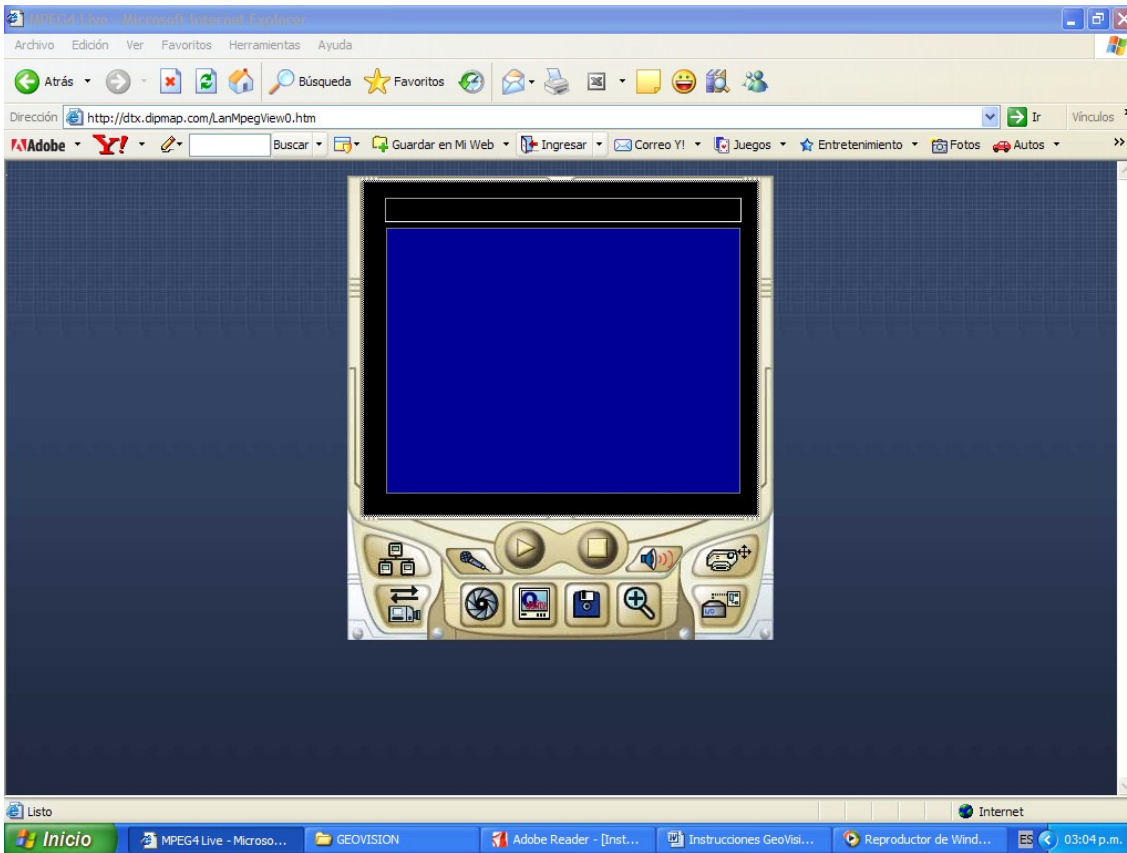 MPEG4 Live - Microsoft Internet Explorer
Archivo Edición Ver Favoritos Herramientas Ayuda
Atrás Búsqueda Favoritos
Dirección http://dtx.dipmap.com/LanMpegView0.htm Ir Vínculos
Adobe Y! Buscar Guardar en Mi Web Ingresar Correo Y! Juegos Entretenimiento Fotos Autos
Listo Internet
Inicio MPEG4 Live - Microso... GEOVISION Adobe Reader - [Inst... Instrucciones GeoVisi... Reproductor de Wind... ES 03:04 p.m.